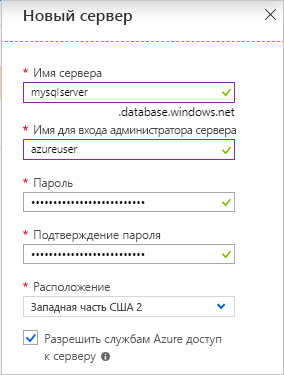 Новый сервер
* Имя сервера
mysqlserver
.database.windows.net
* Имя для входа администратора сервера
azureuser
* Пароль
••••••••••••••••••••••••••
* Подтверждение пароля
••••••••••••••••••••••••••
* Расположение
Западная часть США 2
Разрешить службам Azure доступ
к серверу